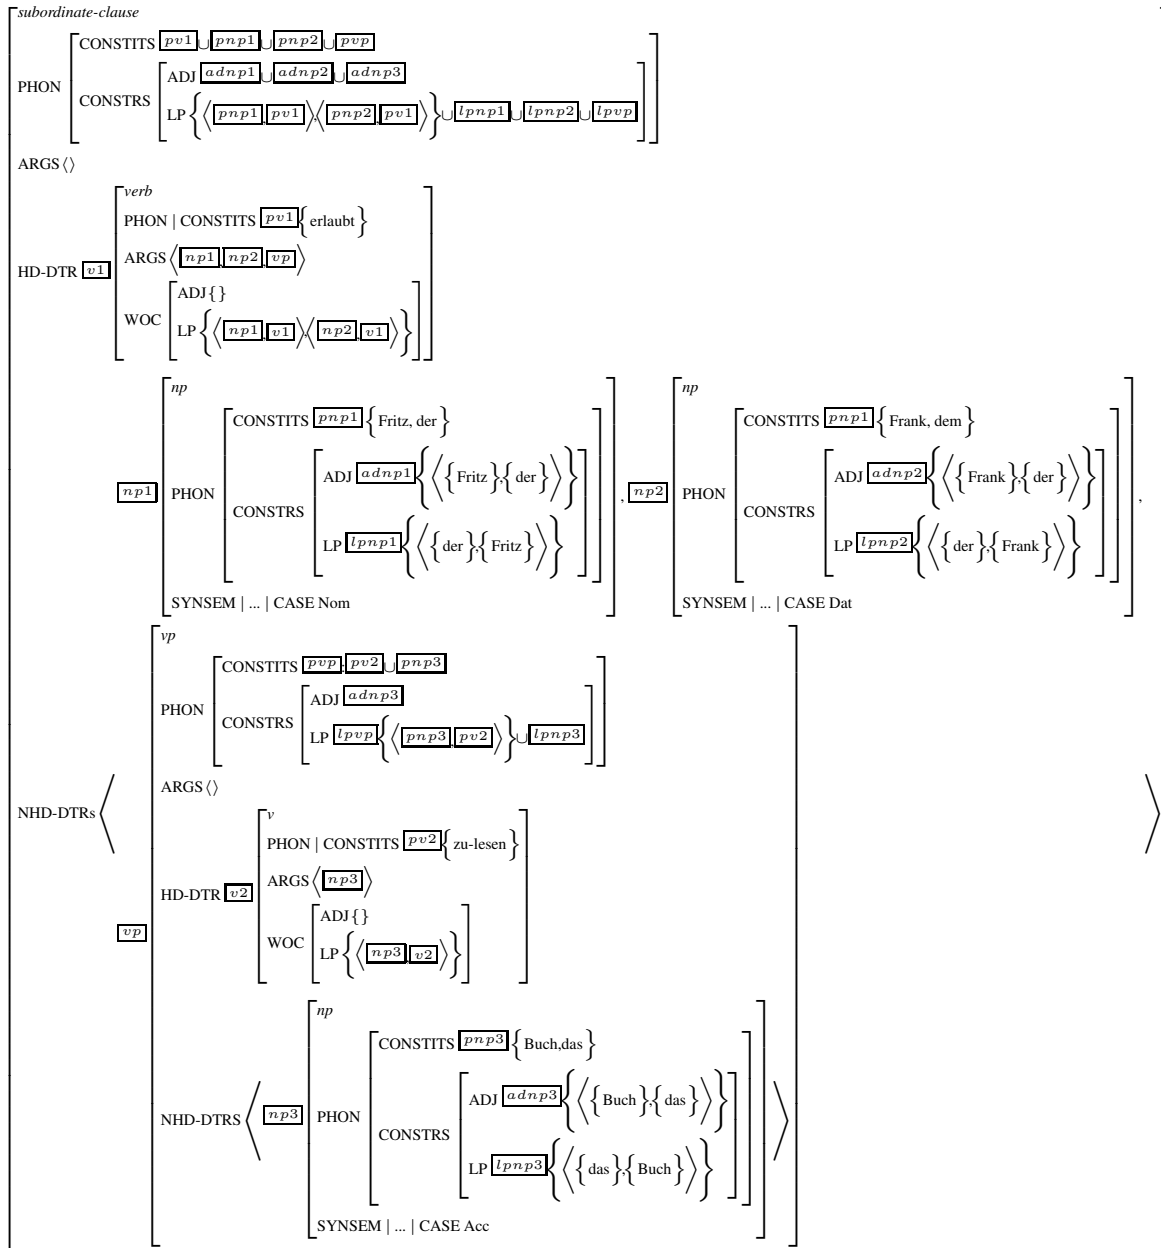 subordinate-clause
PHON [CONSTITS pv1 ∪ pnp1 ∪ pnp2 ∪ pvp
CONSTRS [ADJ adnp1 ∪ adnp2 ∪ adnp3
LP {⟨pnp1,pv1⟩,⟨pnp2,pv1⟩} ∪ lpnp1 ∪ lpnp2 ∪ lpvp]]
ARGS ⟨⟩
HD-DTR v1 [verb
PHON | CONSTITS pv1 {erlaubt}
ARGS ⟨np1,np2,vp⟩
WOC [ADJ {}
LP {⟨np1,v1⟩,⟨np2,v1⟩}]]
np1 [np
PHON [CONSTITS pnp1 {Fritz, der}
CONSTRS [ADJ adnp1 {⟨{Fritz},{der}⟩}
LP lpnp1 {⟨{der},{Fritz}⟩}]]
SYNSEM | ... | CASE Nom],
np2 [np
PHON [CONSTITS pnp1 {Frank, dem}
CONSTRS [ADJ adnp2 {⟨{Frank},{der}⟩}
LP lpnp2 {⟨{der},{Frank}⟩}]]
SYNSEM | ... | CASE Dat],
NHD-DTRs ⟨
vp [vp
PHON [CONSTITS pvp:pv2 ∪ pnp3
CONSTRS [ADJ adnp3
LP lpvp {⟨pnp3,pv2⟩} ∪ lpnp3]]
ARGS ⟨⟩
HD-DTR v2 [v
PHON | CONSTITS pv2 {zu-lesen}
ARGS ⟨np3⟩
WOC [ADJ {}
LP {⟨np3,v2⟩}]]
NHD-DTRS ⟨np3 [np
PHON [CONSTITS pnp3 {Buch,das}
CONSTRS [ADJ adnp3 {⟨{Buch},{das}⟩}
LP lpnp3 {⟨{das},{Buch}⟩}]]
SYNSEM | ... | CASE Acc]⟩]⟩